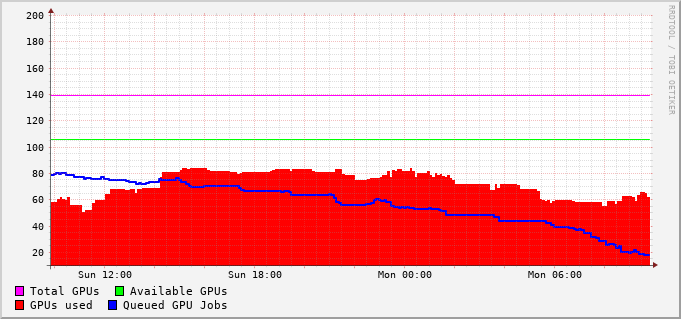 200
180
160
140
120
100
80
60
40
20
Sun 12:00 Sun 18:00 Mon 00:00 Mon 06:00
Total GPUs Available GPUs
GPUs used Queued GPU Jobs
RRDTOOL / TOBI OETIKER